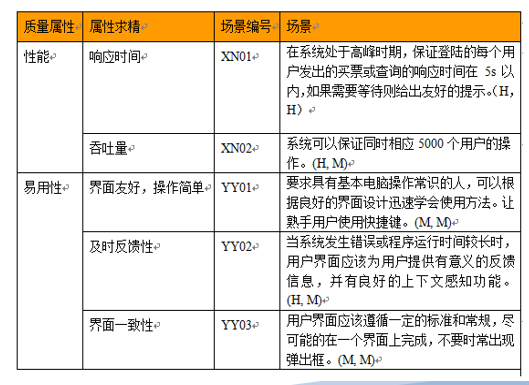 质量属性 属性求精 场景编号 场景
性能 响应时间 XN01 在系统处于高峰时期，保证登陆的每个用
户发出的买票或查询的响应时间在 5s 以
内，如果需要等待则给出友好的提示。（H，
H）
吞吐量 XN02 系统可以保证同时相应 5000 个用户的操
作。(H, M)
易用性 界面友好，操作简单 YY01 要求具有基本电脑操作常识的人，可以根
据良好的界面设计迅速学会使用方法。让
熟手用户使用快捷键。(M, M)
及时反馈性 YY02 当系统发生错误或程序运行时间较长时，
用户界面应该为用户提供有意义的反馈
信息，并有良好的上下文感知功能。
(H, M)
界面一致性 YY03 用户界面应该遵循一定的标准和常规，尽
可能的在一个界面上完成，不要时常出现
弹出框。(M, M)